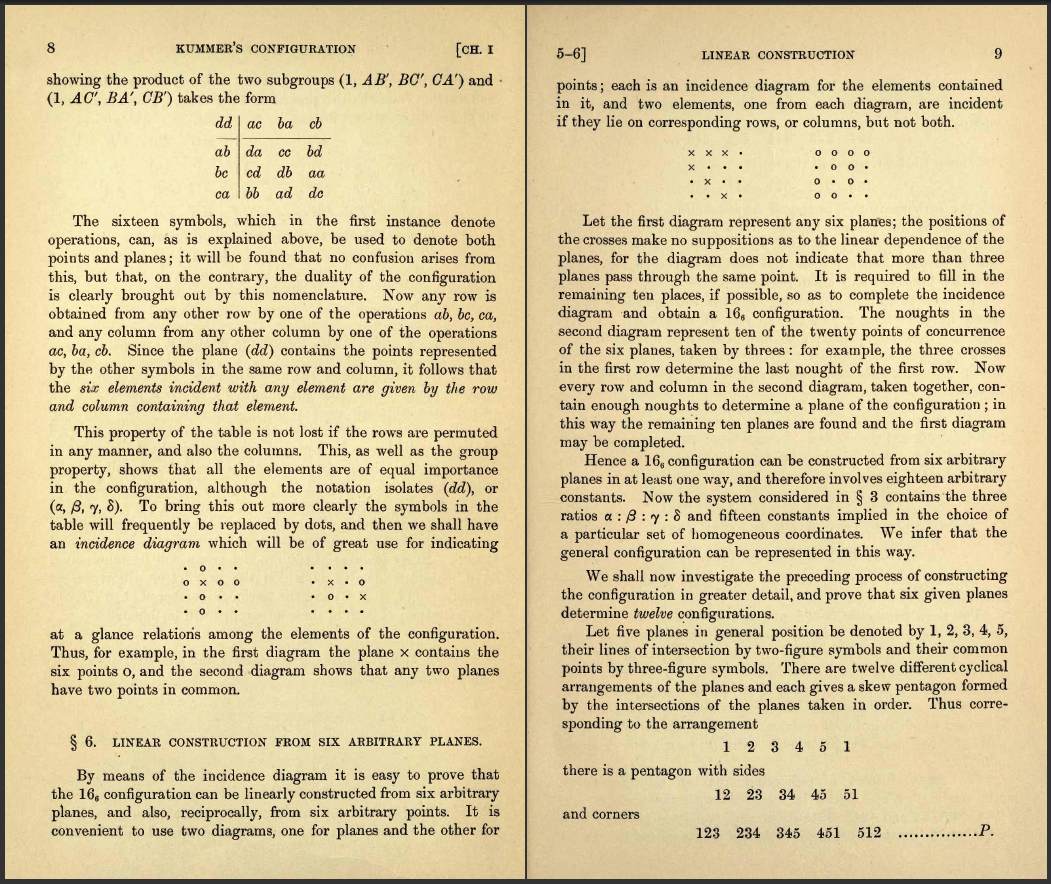 8 KUMMER'S CONFIGURATION [CH. I
showing the product of the two subgroups (1, AB′, BC′, CA′) and
(1, AC′, BA′, CB′) takes the form
dd | ac ba cb
ab | da cc bd
bc | cd db aa
ca | bb ad dc
The sixteen symbols, which in the first instance denote
operations, can, as is explained above, be used to denote both
points and planes; it will be found that no confusion arises from
this, but that, on the contrary, the duality of the configuration
is clearly brought out by this nomenclature. Now any row is
obtained from any other row by one of the operations ab, bc, ca,
and any column from any other column by one of the operations
ac, ba, cb. Since the plane (dd) contains the points represented
by the other symbols in the same row and column, it follows that
the six elements incident with any element are given by the row
and column containing that element.
This property of the table is not lost if the rows are permuted
in any manner, and also the columns. This, as well as the group
property, shows that all the elements are of equal importance
in the configuration, although the notation isolates (dd), or
(α, β, γ, δ). To bring this out more clearly the symbols in the
table will frequently be replaced by dots, and then we shall have
an incidence diagram which will be of great use for indicating
· o · · · · · ·
o × o o · × · o
· o · · · o · ×
· o · · · · · ·
at a glance relations among the elements of the configuration.
Thus, for example, in the first diagram the plane × contains the
six points o, and the second diagram shows that any two planes
have two points in common.
§ 6. LINEAR CONSTRUCTION FROM SIX ARBITRARY PLANES.
By means of the incidence diagram it is easy to prove that
the 16₆ configuration can be linearly constructed from six arbitrary
planes, and also, reciprocally, from six arbitrary points. It is
convenient to use two diagrams, one for planes and the other for
5–6] LINEAR CONSTRUCTION 9
points; each is an incidence diagram for the elements contained
in it, and two elements, one from each diagram, are incident
if they lie on corresponding rows, or columns, but not both.
× × × · o o o o
× · · · · o o ·
· × · · o · o ·
· · × · o o · ·
Let the first diagram represent any six planes; the positions of
the crosses make no suppositions as to the linear dependence of the
planes, for the diagram does not indicate that more than three
planes pass through the same point. It is required to fill in the
remaining ten places, if possible, so as to complete the incidence
diagram and obtain a 16₆ configuration. The noughts in the
second diagram represent ten of the twenty points of concurrence
of the six planes, taken by threes: for example, the three crosses
in the first row determine the last nought of the first row. Now
every row and column in the second diagram, taken together, con-
tain enough noughts to determine a plane of the configuration; in
this way the remaining ten planes are found and the first diagram
may be completed.
Hence a 16₆ configuration can be constructed from six arbitrary
planes in at least one way, and therefore involves eighteen arbitrary
constants. Now the system considered in § 3 contains the three
ratios α : β : γ : δ and fifteen constants implied in the choice of
a particular set of homogeneous coordinates. We infer that the
general configuration can be represented in this way.
We shall now investigate the preceding process of constructing
the configuration in greater detail, and prove that six given planes
determine twelve configurations.
Let five planes in general position be denoted by 1, 2, 3, 4, 5,
their lines of intersection by two-figure symbols and their common
points by three-figure symbols. There are twelve different cyclical
arrangements of the planes and each gives a skew pentagon formed
by the intersections of the planes taken in order. Thus corre-
sponding to the arrangement
1 2 3 4 5 1
there is a pentagon with sides
12 23 34 45 51
and corners
123 234 345 451 512 ...............P.